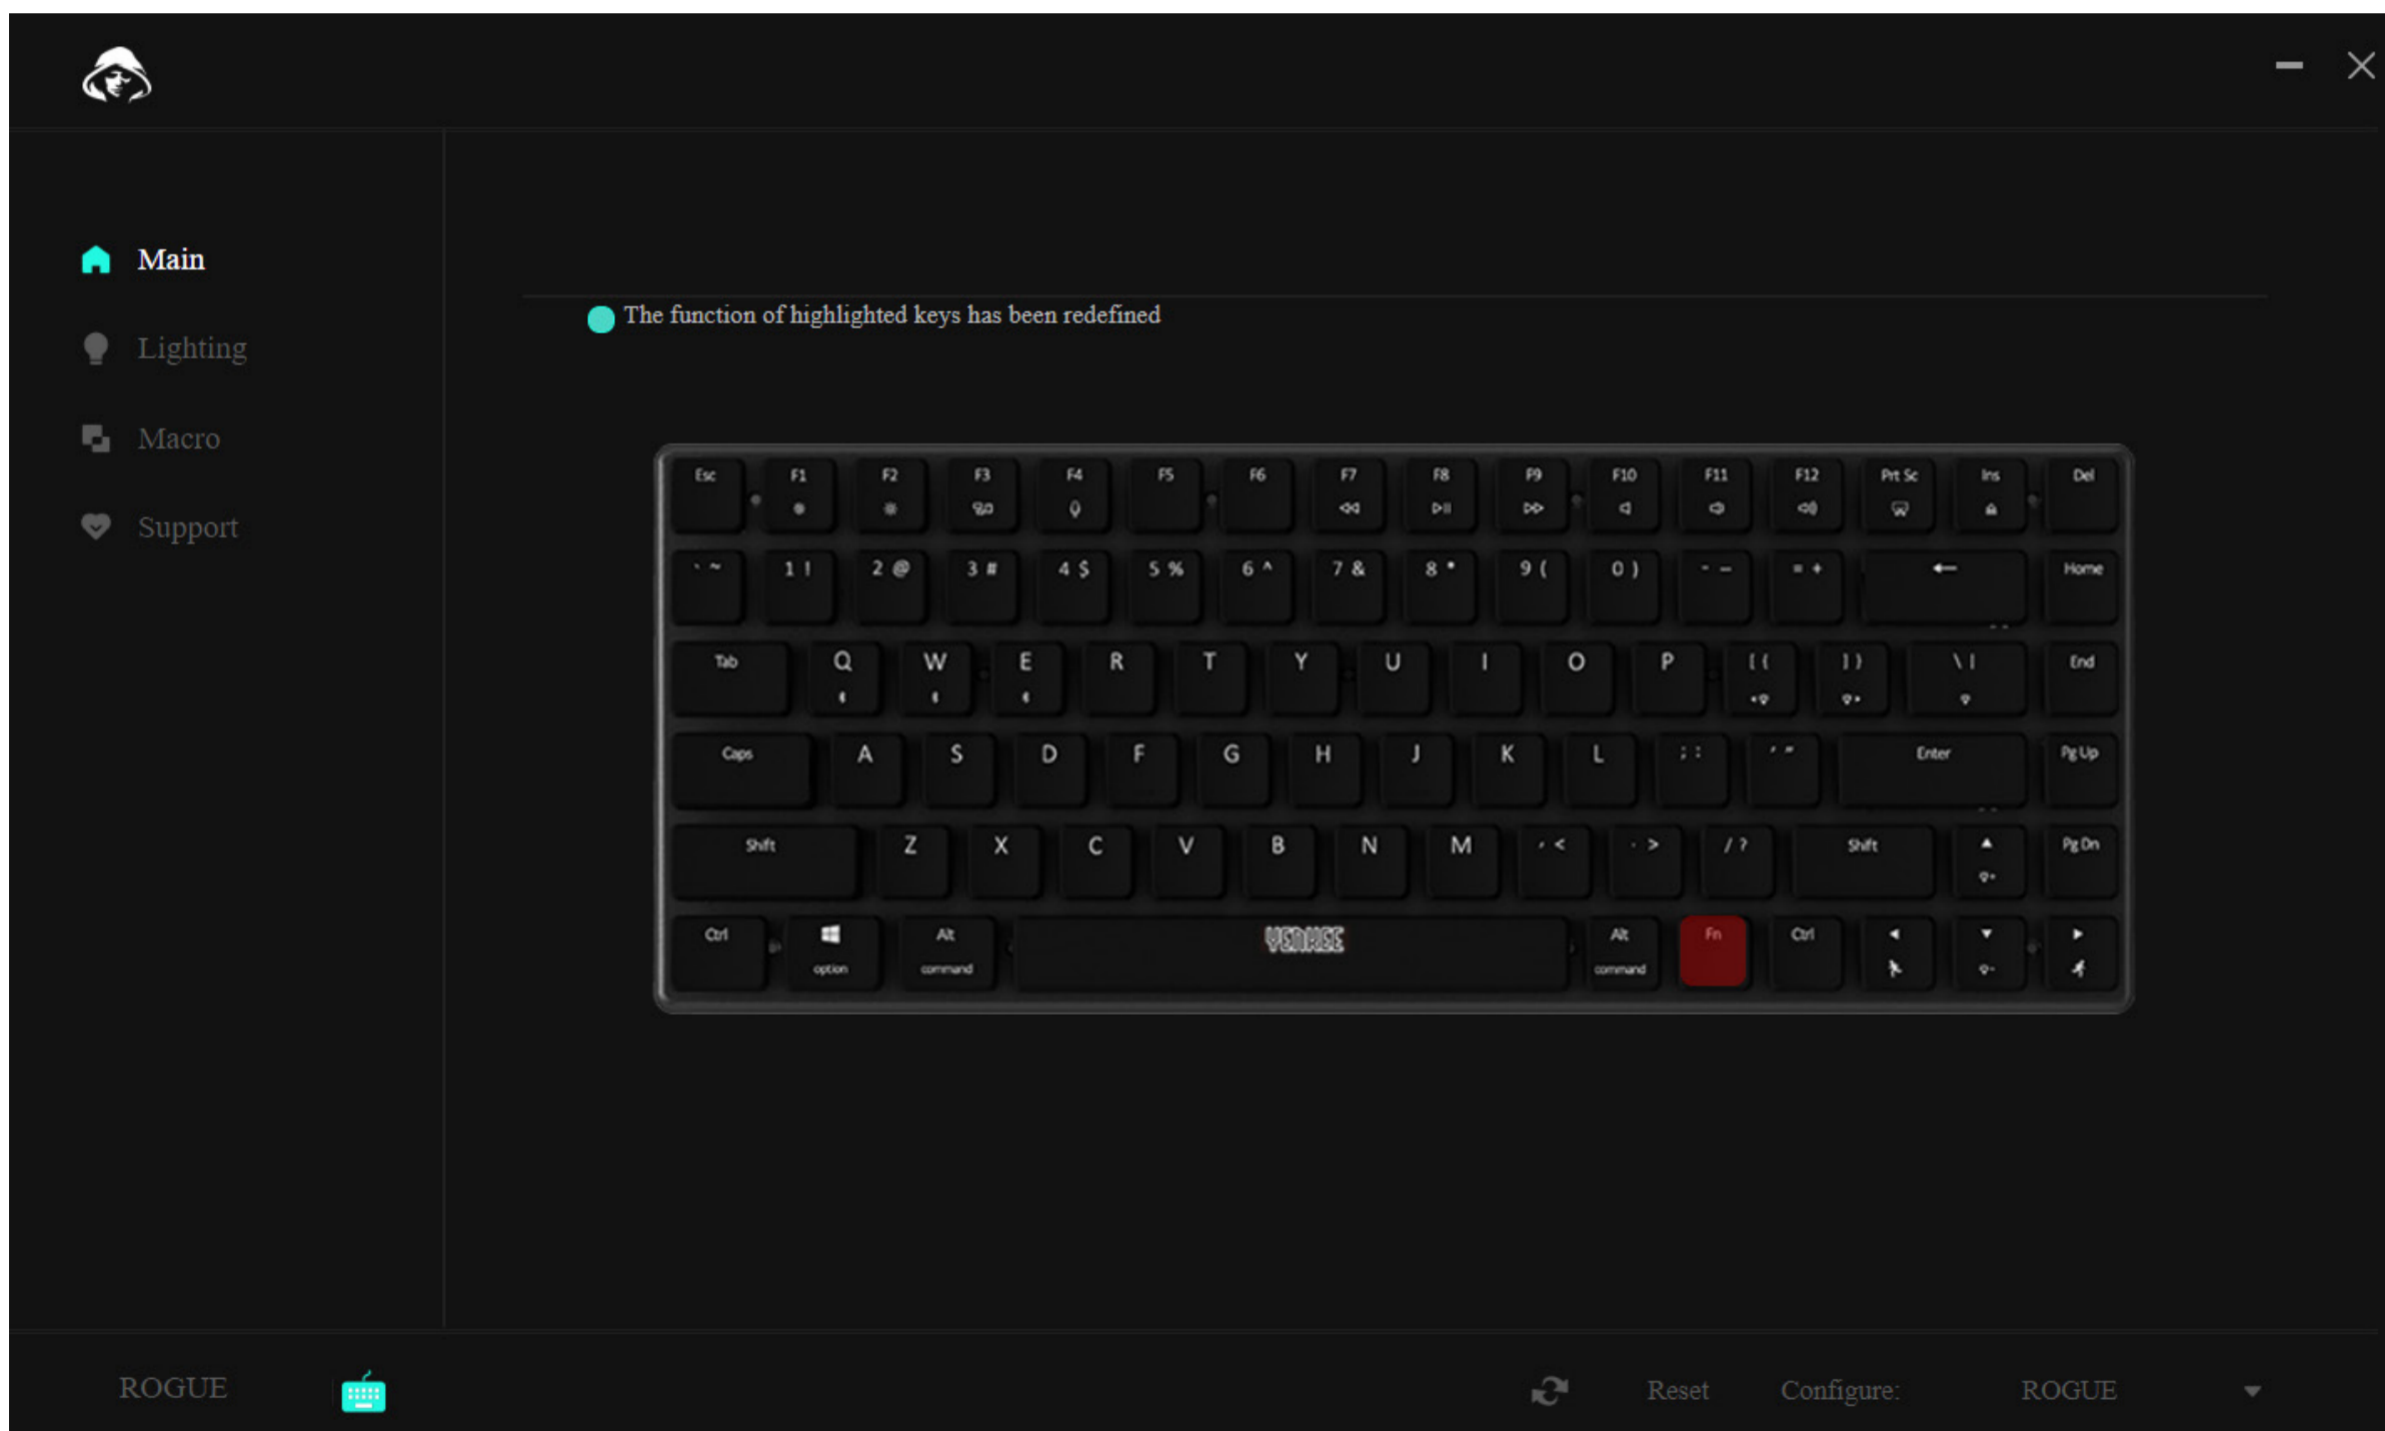 Main
Lighting
Macro
Support
The function of highlighted keys has been redefined
Esc F1 F2 F3 F4 F5 F6 F7 F8 F9 F10 F11 F12 Prt Sc Ins Del
` ~ 1 ! 2 @ 3 # 4 $ 5 % 6 ^ 7 & 8 * 9 ( 0 ) - _ = + ← Home
Tab Q W E R T Y U I O P [ { ] } \ | End
Caps A S D F G H J K L ; : ' " Enter Pg Up
Shift Z X C V B N M , < . > / ? Shift Pg Dn
Ctrl option Alt command YENKEE Alt command Fn Ctrl
ROGUE
Reset
Configure:
ROGUE